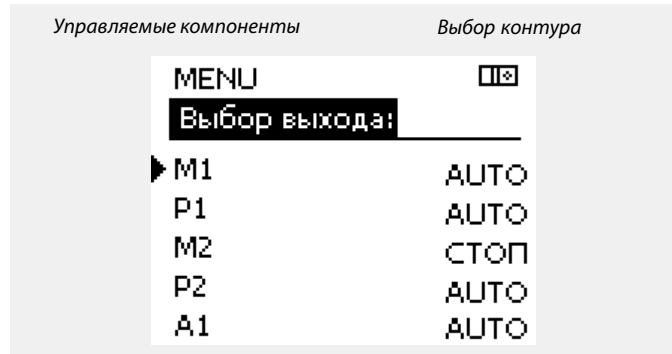 Управляемые компоненты Выбор контура
MENU
Выбор выхода:
M1 AUTO
P1 AUTO
M2 СТОП
P2 AUTO
A1 AUTO